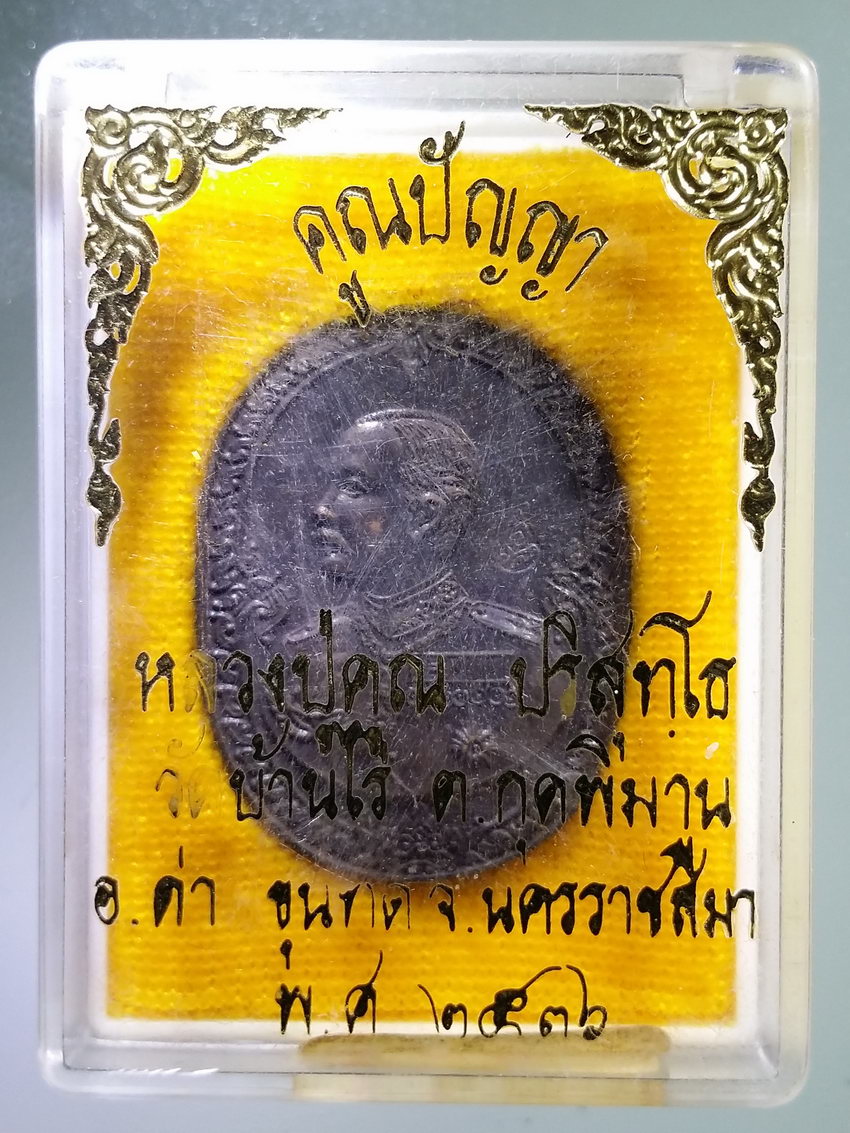 คูณปัญญา
หลวงปู่คูณ ปริสุทฺโธ
วัดบ้านไร่ ต.กุดพิมาน
อ.ด่า ขุนทด จ.นครราชสีมา
พ.ศ ๒๕๓๖